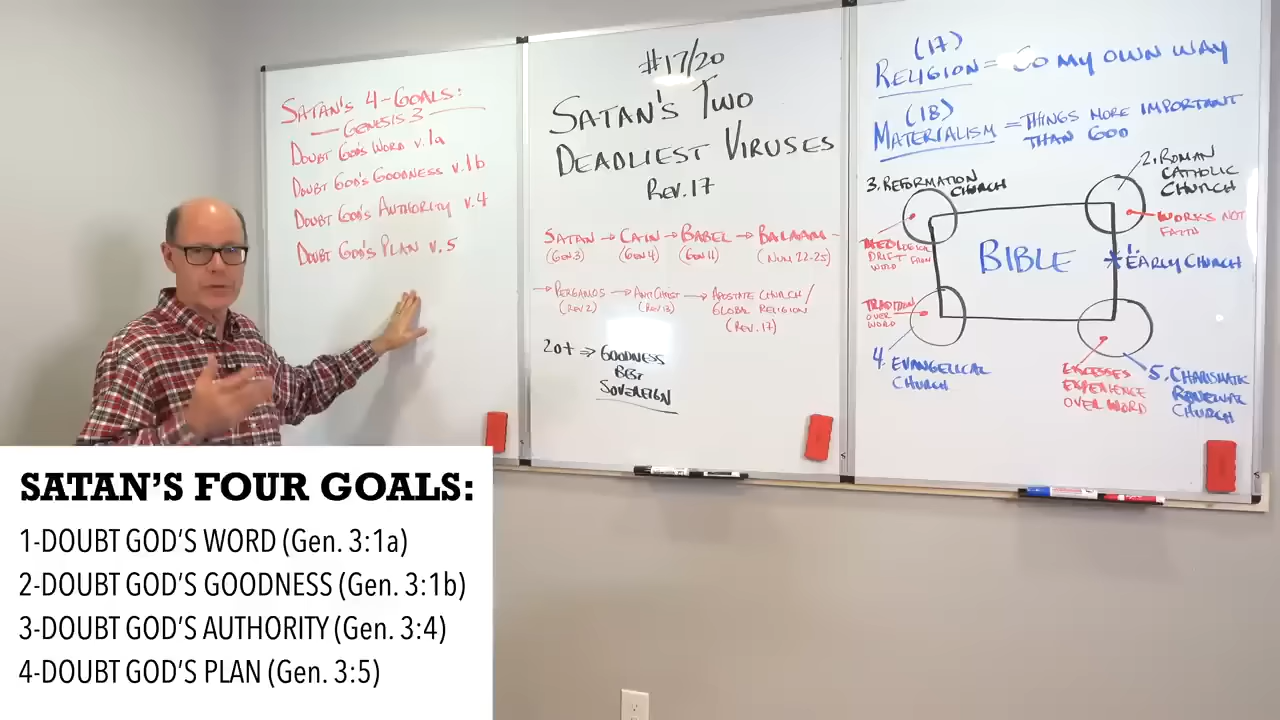 SATAN'S 4-GOALS:
GENESIS 3
DOUBT GOD'S WORD v.1a
DOUBT GOD'S GOODNESS v.1b
DOUBT GOD'S AUTHORITY v.4
DOUBT GOD'S PLAN v.5
#17/20
SATAN'S TWO
DEADLIEST VIRUSES
REV.17
SATAN → CAIN → BABEL → BALAAM
(GEN 3) (GEN 4) (GEN 11) (NUM 22-25)
→ PERGAMOS → ANTICHRIST → APOSTATE CHURCH/
(REV 2) (REV 13) GLOBAL RELIGION
(REV. 17)
⇒ GOODNESS
BEST
SOVEREIGN
(17)
RELIGION = GO MY OWN WAY
(18)
MATERIALISM = THINGS MORE IMPORTANT
THAN GOD
3. REFORMATION
CHURCH
2. ROMAN
CATHOLIC
CHURCH
WORKS NOT
FAITH
DRIFT FROM
WORD
BIBLE
1.
EARLY CHURCH
TRADITION
OVER
WORD
4. EVANGELICAL
CHURCH
EXCESSES
EXPERIENCE
OVER WORD
5. CHARISMATIC
RENEWAL
CHURCH
SATAN'S FOUR GOALS:
1-DOUBT GOD'S WORD (Gen. 3:1a)
2-DOUBT GOD'S GOODNESS (Gen. 3:1b)
3-DOUBT GOD'S AUTHORITY (Gen. 3:4)
4-DOUBT GOD'S PLAN (Gen. 3:5)